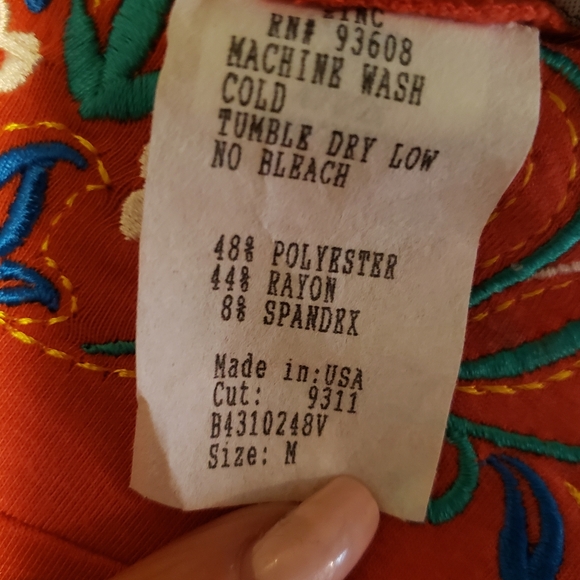 ZINC
RN# 93608
MACHINE WASH
COLD
TUMBLE DRY LOW
NO BLEACH
48% POLYESTER
44% RAYON
8% SPANDEX
Made in:USA
Cut: 9311
B4310248V
Size: M